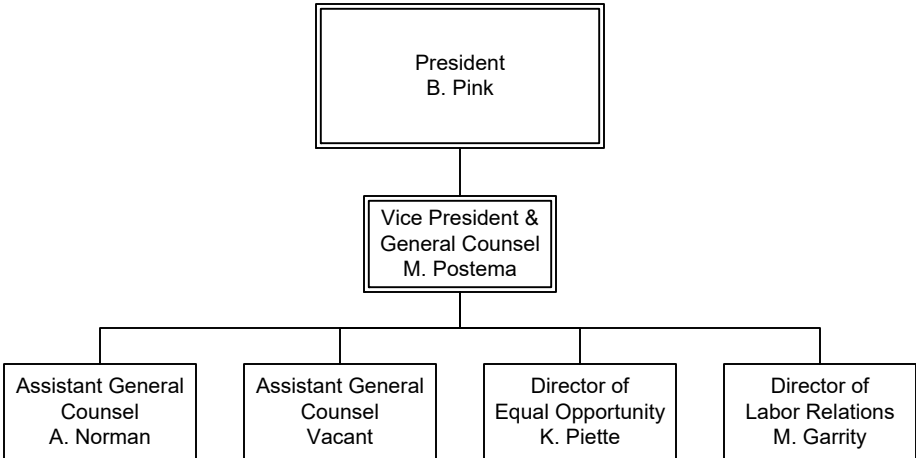 President
B. Pink
Vice President &
General Counsel
M. Postema
Assistant General
Counsel
A. Norman
Assistant General
Counsel
Vacant
Director of
Equal Opportunity
K. Piette
Director of
Labor Relations
M. Garrity